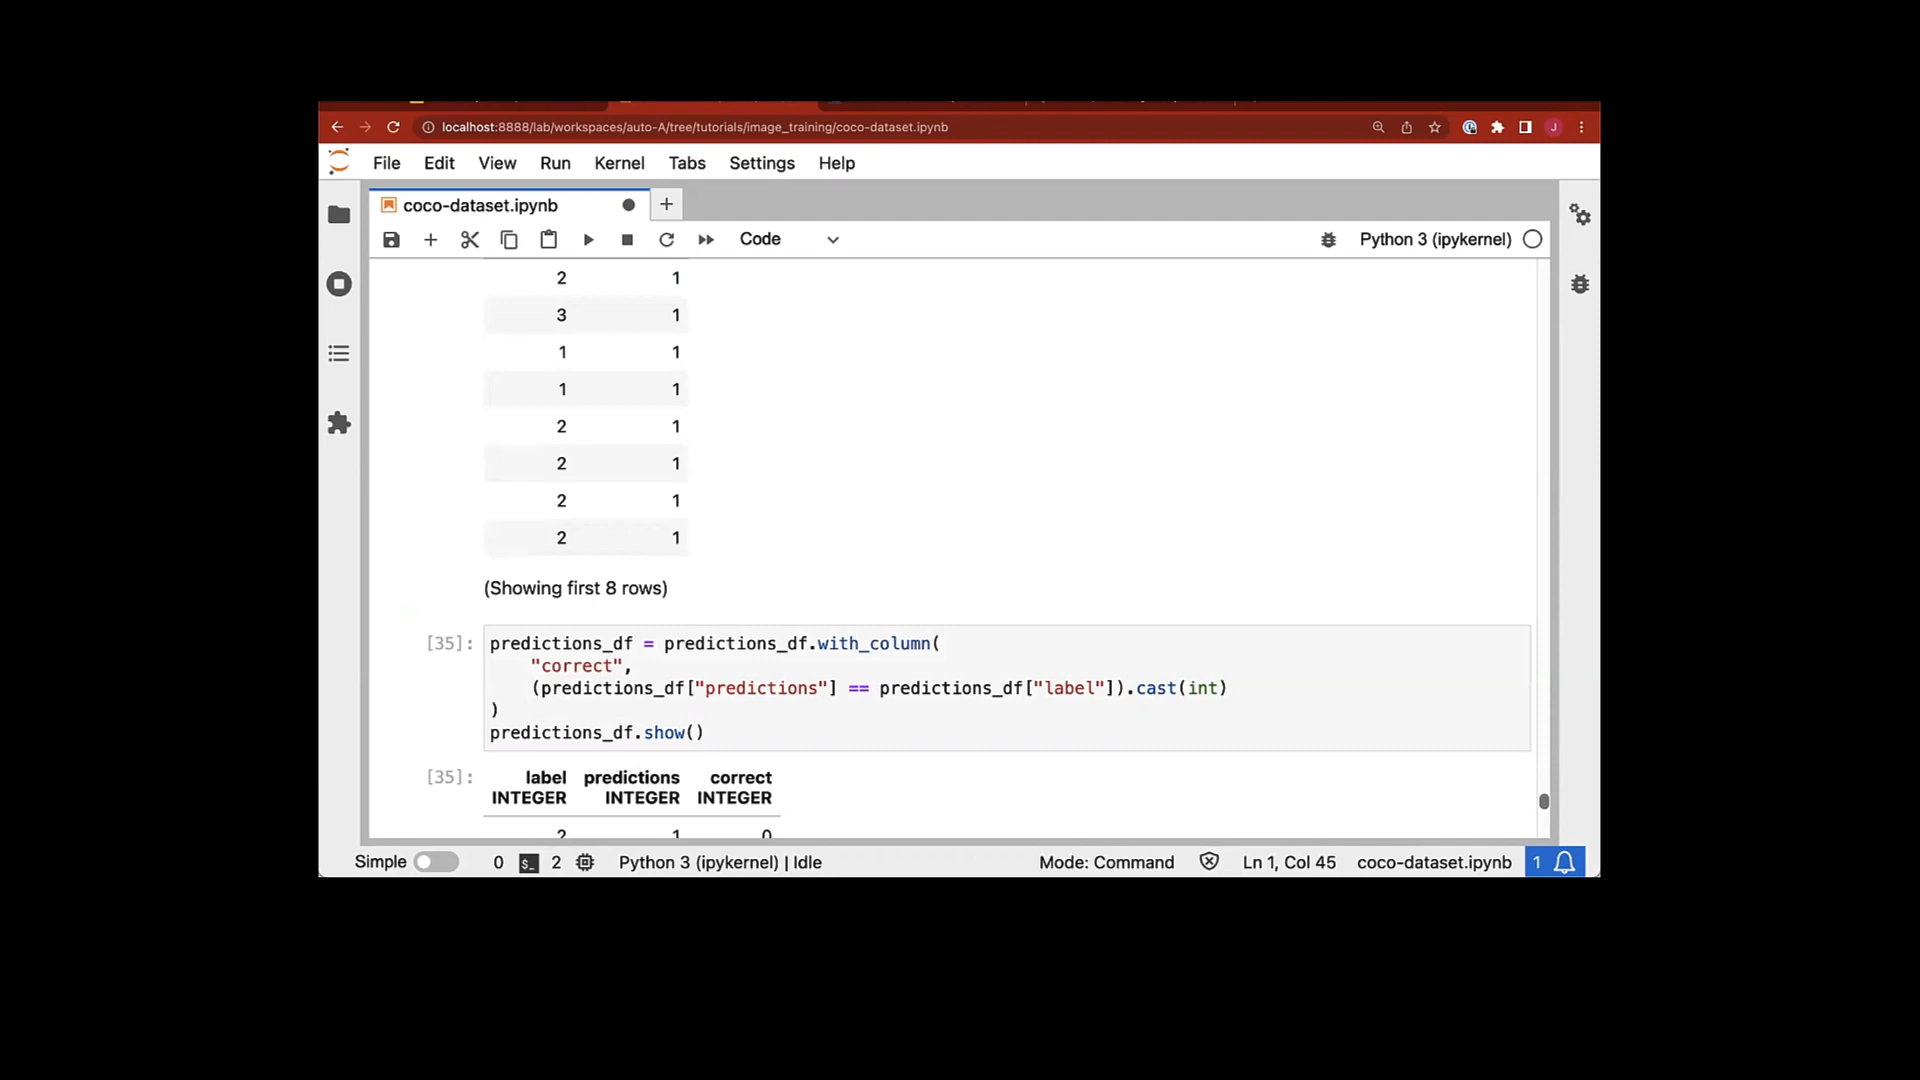 localhost:8888/lab/workspaces/auto-A/tree/tutorials/image_training/coco-dataset.ipynb
J
File Edit View Run Kernel Tabs Settings Help
coco-dataset.ipynb
Code
Python 3 (ipykernel)
2 1
3 1
1 1
1 1
2 1
2 1
2 1
2 1
(Showing first 8 rows)
[35]: predictions_df = predictions_df.with_column(
"correct",
(predictions_df["predictions"] == predictions_df["label"]).cast(int)
)
predictions_df.show()
[35]: label predictions correct
INTEGER INTEGER INTEGER
2 1 0
Simple 0 $_ 2 Python 3 (ipykernel) | Idle Mode: Command Ln 1, Col 45 coco-dataset.ipynb 1